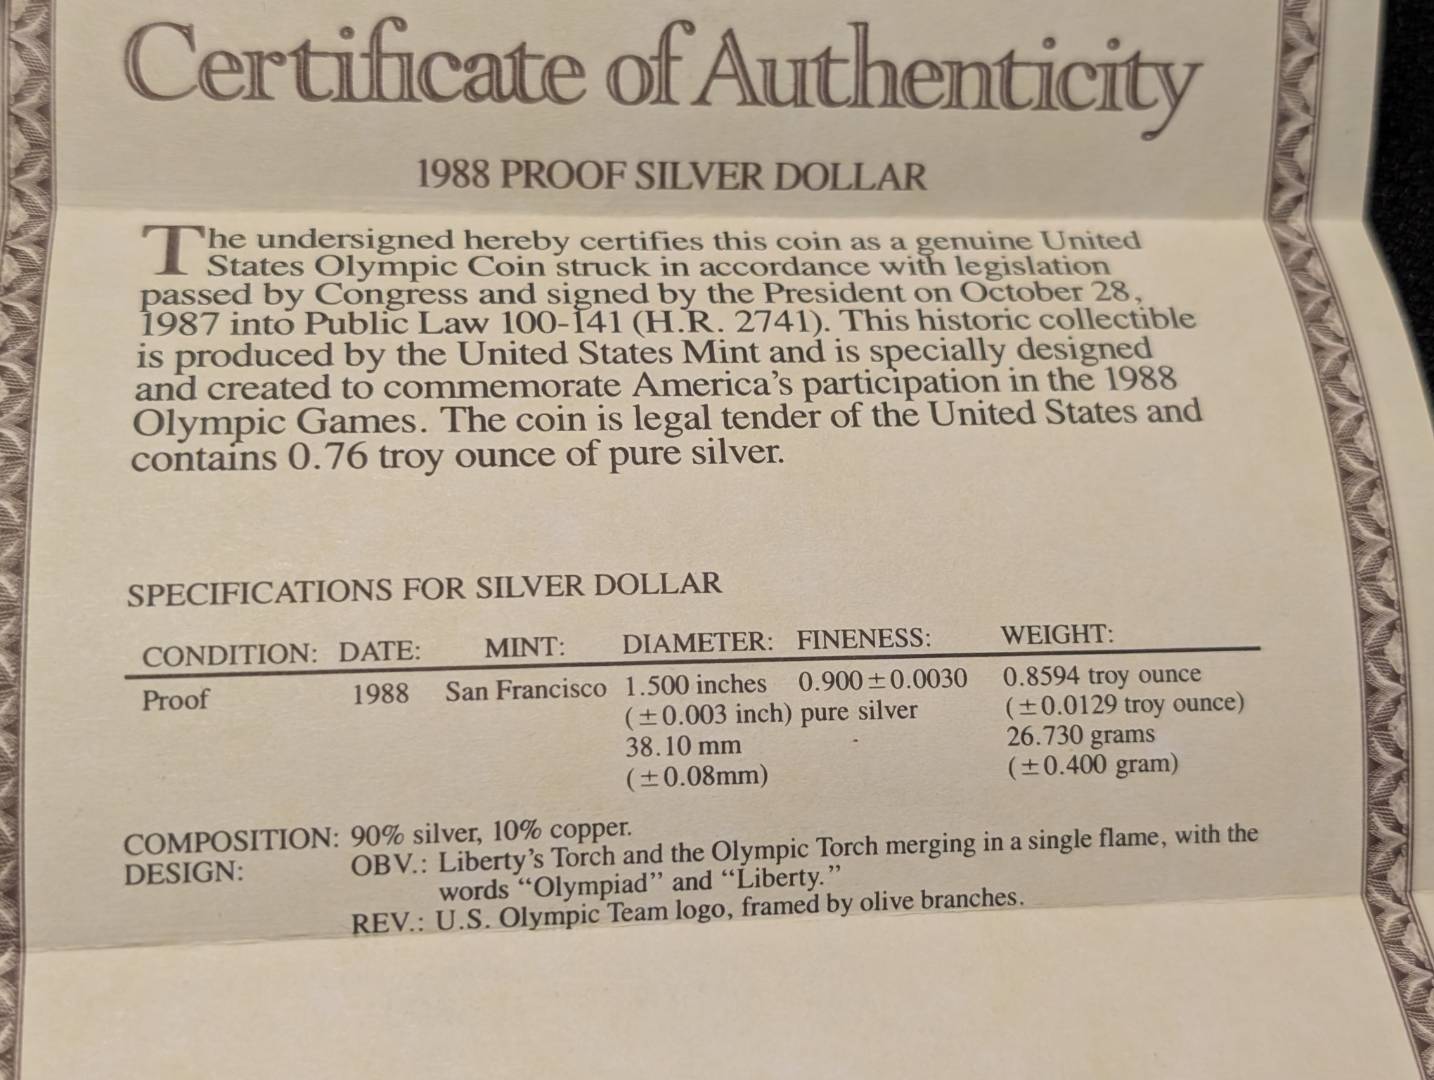 Certificate of Authenticity
1988 PROOF SILVER DOLLAR
The undersigned hereby certifies this coin as a genuine United
States Olympic Coin struck in accordance with legislation
passed by Congress and signed by the President on October 28,
1987 into Public Law 100-141 (H.R. 2741). This historic collectible
is produced by the United States Mint and is specially designed
and created to commemorate America's participation in the 1988
Olympic Games. The coin is legal tender of the United States and
contains 0.76 troy ounce of pure silver.
SPECIFICATIONS FOR SILVER DOLLAR
CONDITION: DATE: MINT: DIAMETER: FINENESS: WEIGHT:
Proof 1988 San Francisco 1.500 inches 0.900±0.0030 0.8594 troy ounce
(±0.003 inch) pure silver (±0.0129 troy ounce)
38.10 mm 26.730 grams
(±0.08mm) (±0.400 gram)
COMPOSITION: 90% silver, 10% copper.
DESIGN: OBV.: Liberty's Torch and the Olympic Torch merging in a single flame, with the
words “Olympiad” and “Liberty.”
REV.: U.S. Olympic Team logo, framed by olive branches.